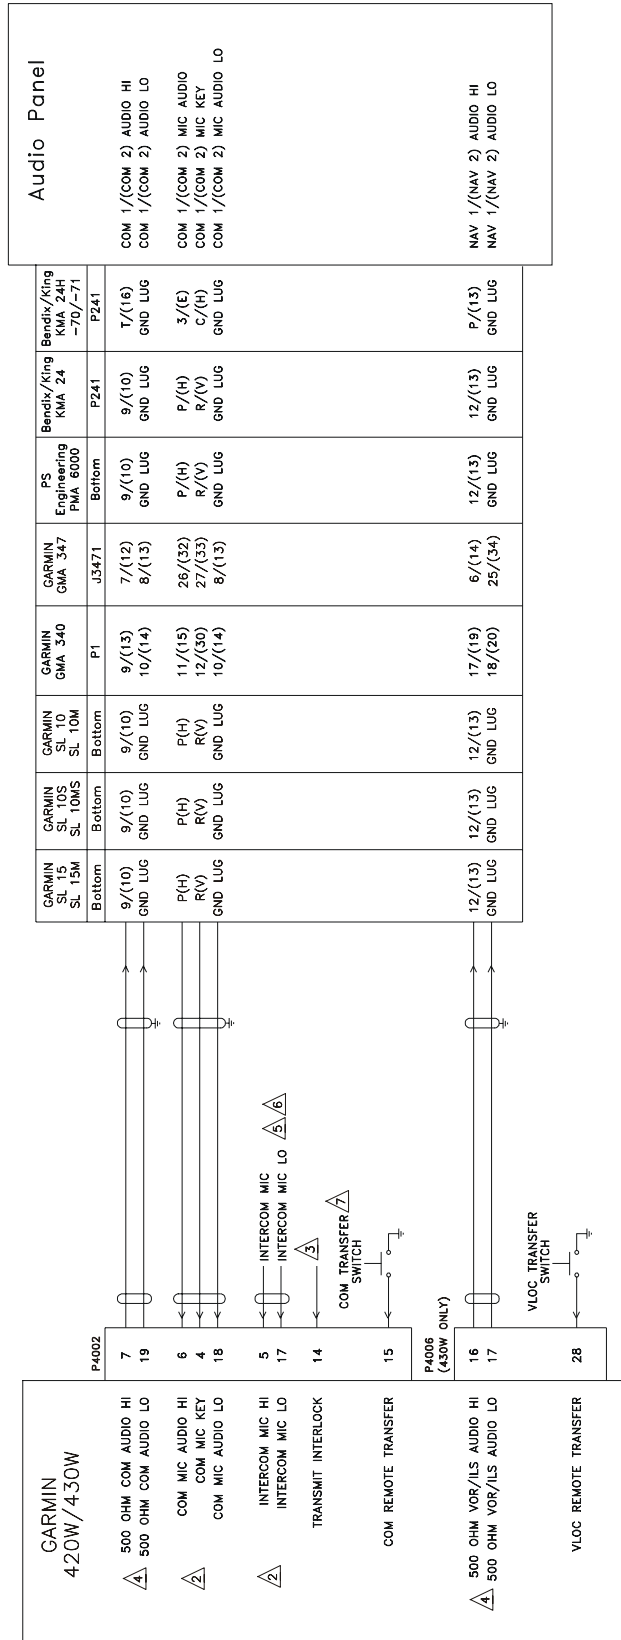 GARMIN
420W/430W
P4002
4 500 OHM COM AUDIO HI 7
500 OHM COM AUDIO LO 19
2 COM MIC AUDIO HI 6
COM MIC KEY 4
COM MIC AUDIO LO 18
2 INTERCOM MIC HI 5 INTERCOM MIC
INTERCOM MIC LO 17 INTERCOM MIC LO 5 6
TRANSMIT INTERLOCK 14 3
COM TRANSFER 7
SWITCH
COM REMOTE TRANSFER 15
P4006
(430W ONLY)
4 500 OHM VOR/ILS AUDIO HI 16
500 OHM VOR/ILS AUDIO LO 17
VLOC TRANSFER
SWITCH
VLOC REMOTE TRANSFER 28
GARMIN
SL 15
SL 15M
Bottom
9/(10)
GND LUG
P(H)
R(V)
GND LUG
12/(13)
GND LUG
GARMIN
SL 10S
SL 10MS
Bottom
9/(10)
GND LUG
P(H)
R(V)
GND LUG
12/(13)
GND LUG
GARMIN
SL 10
SL 10M
Bottom
9/(10)
GND LUG
P(H)
R(V)
GND LUG
12/(13)
GND LUG
GARMIN
GMA 340
P1
9/(13)
10/(14)
11/(15)
12/(30)
10/(14)
17/(19)
18/(20)
GARMIN
GMA 347
J3471
7/(12)
8/(13)
26/(32)
27/(33)
8/(13)
6/(14)
25/(34)
PS
Engineering
PMA 6000
Bottom
9/(10)
GND LUG
P/(H)
R/(V)
GND LUG
12/(13)
GND LUG
Bendix/King
KMA 24
P241
9/(10)
GND LUG
P/(H)
R/(V)
GND LUG
12/(13)
GND LUG
Bendix/King
KMA 24H
-70/-71
P241
T/(16)
GND LUG
3/(E)
C/(H)
GND LUG
P/(13)
GND LUG
Audio Panel
COM 1/(COM 2) AUDIO HI
COM 1/(COM 2) AUDIO LO
COM 1/(COM 2) MIC AUDIO
COM 1/(COM 2) MIC KEY
COM 1/(COM 2) MIC AUDIO LO
NAV 1/(NAV 2) AUDIO HI
NAV 1/(NAV 2) AUDIO LO